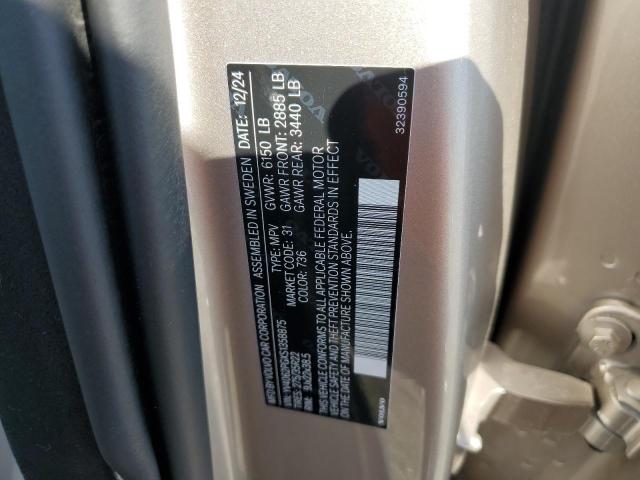 MFD BY VOLVO CAR CORPORATION ASSEMBLED IN SWEDEN DATE: 12/24
TYPE: MPV GVWR: 6150 LB
MARKET CODE: 31 GAWR FRONT: 2885 LB
COLOR: 736 GAWR REAR: 3440 LB
THIS VEHICLE CONFORMS TO ALL APPLICABLE FEDERAL MOTOR
VEHICLE SAFETY AND THEFT PREVENTION STANDARDS IN EFFECT
ON THE DATE OF MANUFACTURE SHOWN ABOVE.
VOLVO
32390594